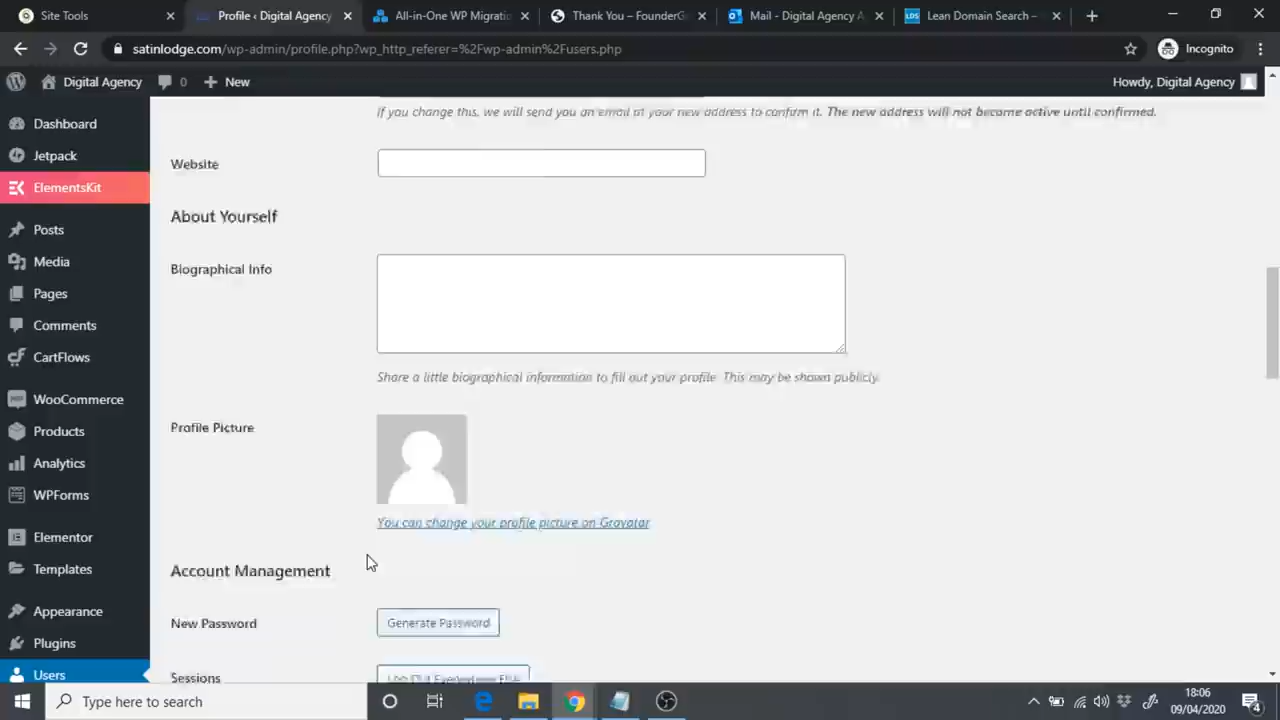 Site Tools
Profile ‹ Digital Agency
All-in-One WP Migratio
Thank You – FounderG
Mail - Digital Agency A
LDS
Lean Domain Search –
satinlodge.com/wp-admin/profile.php?wp_http_referer=%2Fwp-admin%2Fusers.php
Incognito
Digital Agency
0
New
Howdy, Digital Agency
Dashboard
Jetpack
ElementsKit
Posts
Media
Pages
Comments
CartFlows
WooCommerce
Products
Analytics
WPForms
Elementor
Templates
Appearance
Plugins
Users
If you change this, we will send you an email at your new address to confirm it. The new address will not become active until confirmed.
Website
About Yourself
Biographical Info
Share a little biographical information to fill out your profile. This may be shown publicly.
Profile Picture
You can change your profile picture on Gravatar
Account Management
New Password
Generate Password
Sessions
Type here to search
18:06
09/04/2020
4